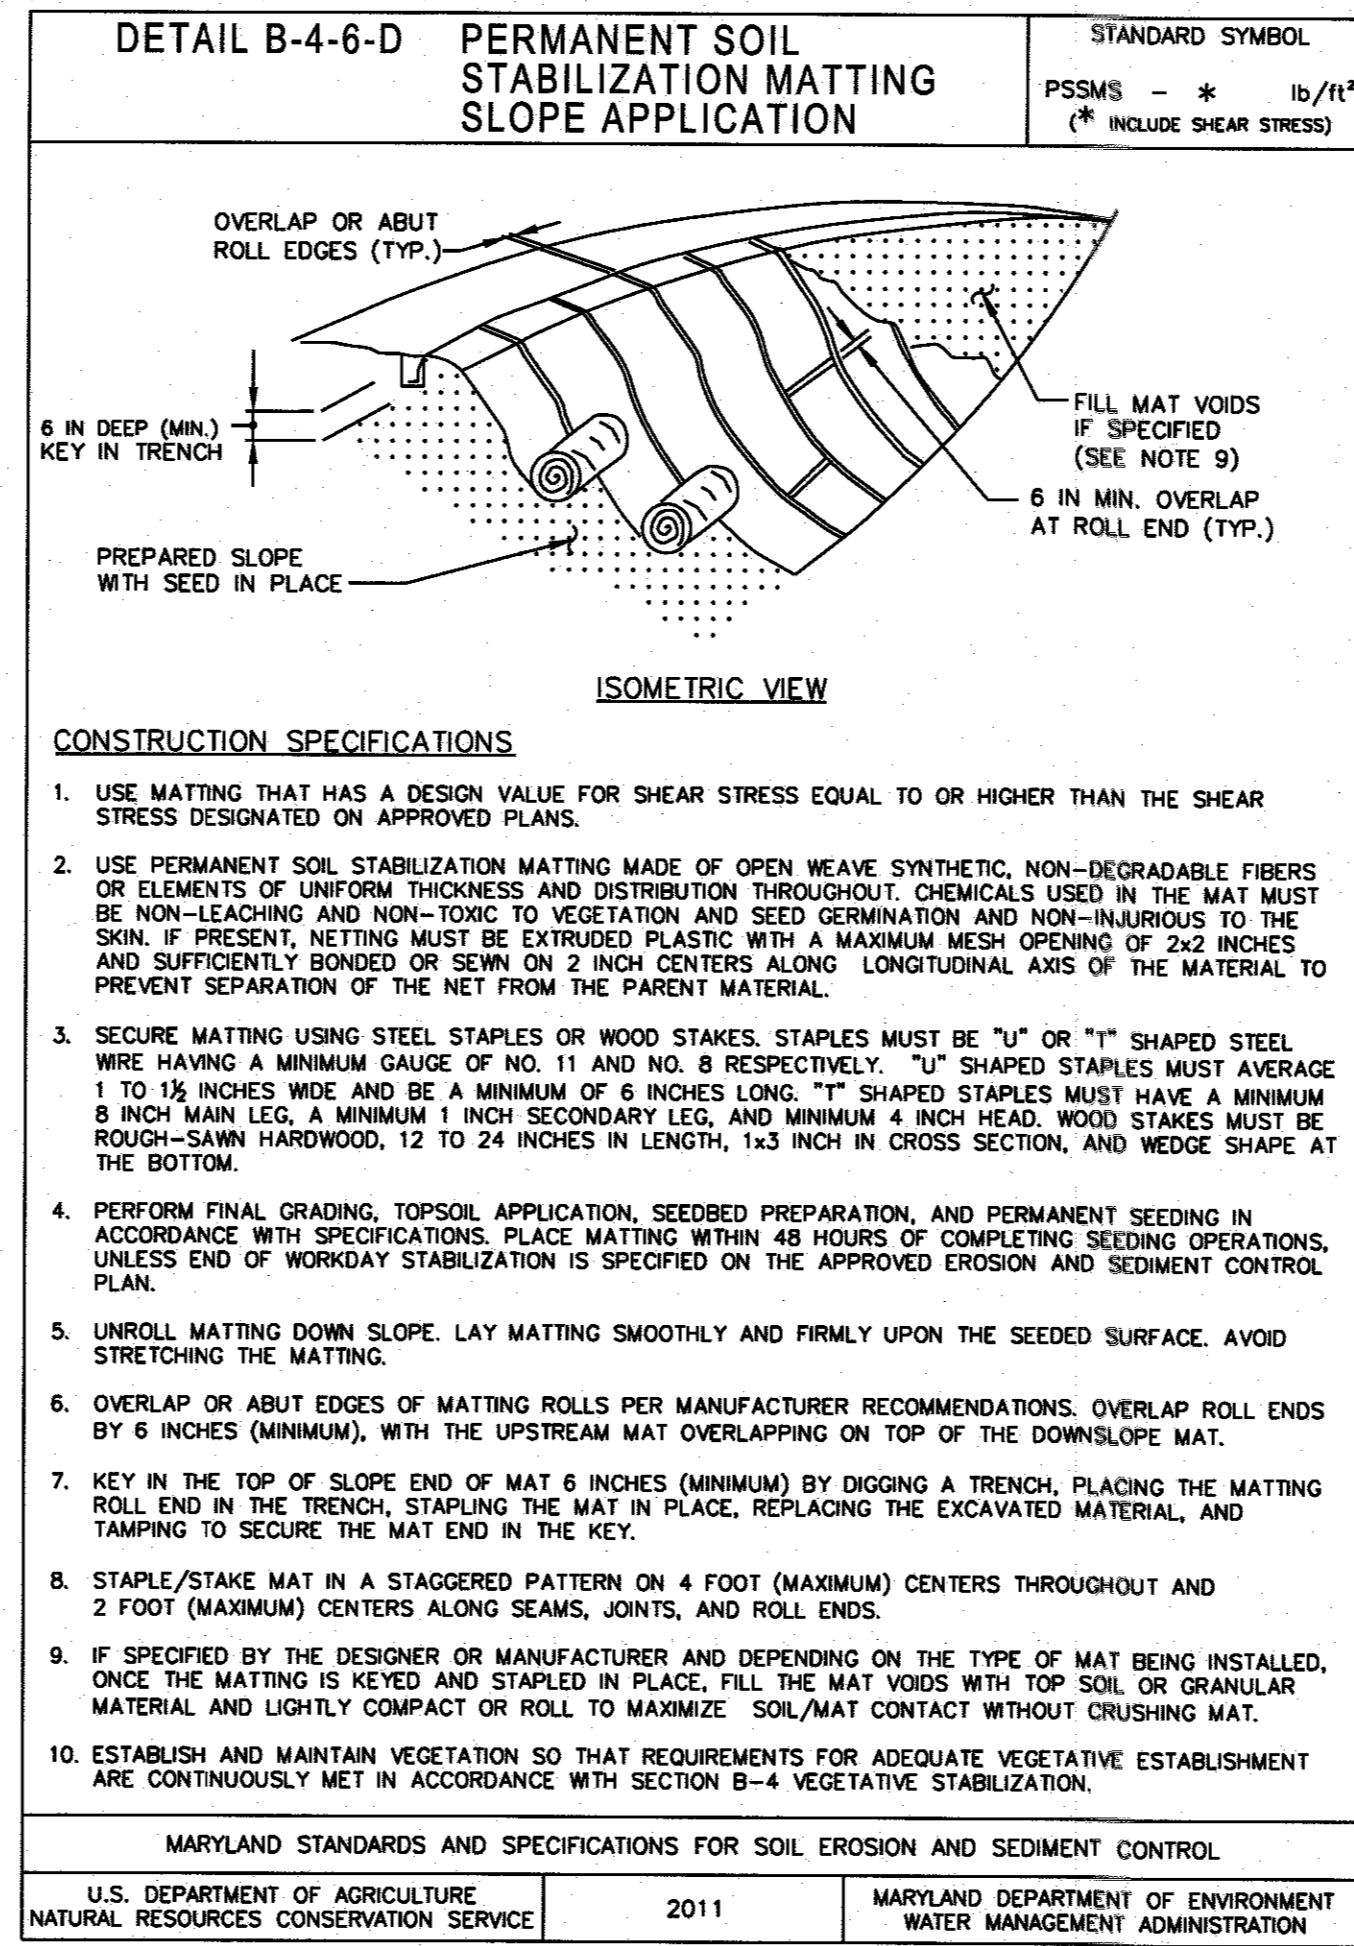 DETAIL B-4-6-D PERMANENT SOIL
STABILIZATION MATTING
SLOPE APPLICATION
STANDARD SYMBOL
PSSMS - * lb/ft²
(* INCLUDE SHEAR STRESS)
OVERLAP OR ABUT
ROLL EDGES (TYP.)
6 IN DEEP (MIN.)
KEY IN TRENCH
PREPARED SLOPE
WITH SEED IN PLACE
FILL MAT VOIDS
IF SPECIFIED
(SEE NOTE 9)
6 IN MIN. OVERLAP
AT ROLL END (TYP.)
ISOMETRIC VIEW
CONSTRUCTION SPECIFICATIONS
1. USE MATTING THAT HAS A DESIGN VALUE FOR SHEAR STRESS EQUAL TO OR HIGHER THAN THE SHEAR
STRESS DESIGNATED ON APPROVED PLANS.
2. USE PERMANENT SOIL STABILIZATION MATTING MADE OF OPEN WEAVE SYNTHETIC, NON-DEGRADABLE FIBERS
OR ELEMENTS OF UNIFORM THICKNESS AND DISTRIBUTION THROUGHOUT. CHEMICALS USED IN THE MAT MUST
BE NON-LEACHING AND NON-TOXIC TO VEGETATION AND SEED GERMINATION AND NON-INJURIOUS TO THE
SKIN. IF PRESENT, NETTING MUST BE EXTRUDED PLASTIC WITH A MAXIMUM MESH OPENING OF 2x2 INCHES
AND SUFFICIENTLY BONDED OR SEWN ON 2 INCH CENTERS ALONG LONGITUDINAL AXIS OF THE MATERIAL TO
PREVENT SEPARATION OF THE NET FROM THE PARENT MATERIAL.
3. SECURE MATTING USING STEEL STAPLES OR WOOD STAKES. STAPLES MUST BE "U" OR "T" SHAPED STEEL
WIRE HAVING A MINIMUM GAUGE OF NO. 11 AND NO. 8 RESPECTIVELY. "U" SHAPED STAPLES MUST AVERAGE
1 TO 1½ INCHES WIDE AND BE A MINIMUM OF 6 INCHES LONG. "T" SHAPED STAPLES MUST HAVE A MINIMUM
8 INCH MAIN LEG, A MINIMUM 1 INCH SECONDARY LEG, AND MINIMUM 4 INCH HEAD. WOOD STAKES MUST BE
ROUGH-SAWN HARDWOOD, 12 TO 24 INCHES IN LENGTH, 1x3 INCH IN CROSS SECTION, AND WEDGE SHAPE AT
THE BOTTOM.
4. PERFORM FINAL GRADING, TOPSOIL APPLICATION, SEEDBED PREPARATION, AND PERMANENT SEEDING IN
ACCORDANCE WITH SPECIFICATIONS. PLACE MATTING WITHIN 48 HOURS OF COMPLETING SEEDING OPERATIONS,
UNLESS END OF WORKDAY STABILIZATION IS SPECIFIED ON THE APPROVED EROSION AND SEDIMENT CONTROL
PLAN.
5. UNROLL MATTING DOWN SLOPE. LAY MATTING SMOOTHLY AND FIRMLY UPON THE SEEDED SURFACE. AVOID
STRETCHING THE MATTING.
6. OVERLAP OR ABUT EDGES OF MATTING ROLLS PER MANUFACTURER RECOMMENDATIONS. OVERLAP ROLL ENDS
BY 6 INCHES (MINIMUM), WITH THE UPSTREAM MAT OVERLAPPING ON TOP OF THE DOWNSLOPE MAT.
7. KEY IN THE TOP OF SLOPE END OF MAT 6 INCHES (MINIMUM) BY DIGGING A TRENCH, PLACING THE MATTING
ROLL END IN THE TRENCH, STAPLING THE MAT IN PLACE, REPLACING THE EXCAVATED MATERIAL, AND
TAMPING TO SECURE THE MAT END IN THE KEY.
8. STAPLE/STAKE MAT IN A STAGGERED PATTERN ON 4 FOOT (MAXIMUM) CENTERS THROUGHOUT AND
2 FOOT (MAXIMUM) CENTERS ALONG SEAMS, JOINTS, AND ROLL ENDS.
9. IF SPECIFIED BY THE DESIGNER OR MANUFACTURER AND DEPENDING ON THE TYPE OF MAT BEING INSTALLED,
ONCE THE MATTING IS KEYED AND STAPLED IN PLACE, FILL THE MAT VOIDS WITH TOP SOIL OR GRANULAR
MATERIAL AND LIGHTLY COMPACT OR ROLL TO MAXIMIZE SOIL/MAT CONTACT WITHOUT CRUSHING MAT.
10. ESTABLISH AND MAINTAIN VEGETATION SO THAT REQUIREMENTS FOR ADEQUATE VEGETATIVE ESTABLISHMENT
ARE CONTINUOUSLY MET IN ACCORDANCE WITH SECTION B-4 VEGETATIVE STABILIZATION.
MARYLAND STANDARDS AND SPECIFICATIONS FOR SOIL EROSION AND SEDIMENT CONTROL
U.S. DEPARTMENT OF AGRICULTURE
NATURAL RESOURCES CONSERVATION SERVICE
2011
MARYLAND DEPARTMENT OF ENVIRONMENT
WATER MANAGEMENT ADMINISTRATION